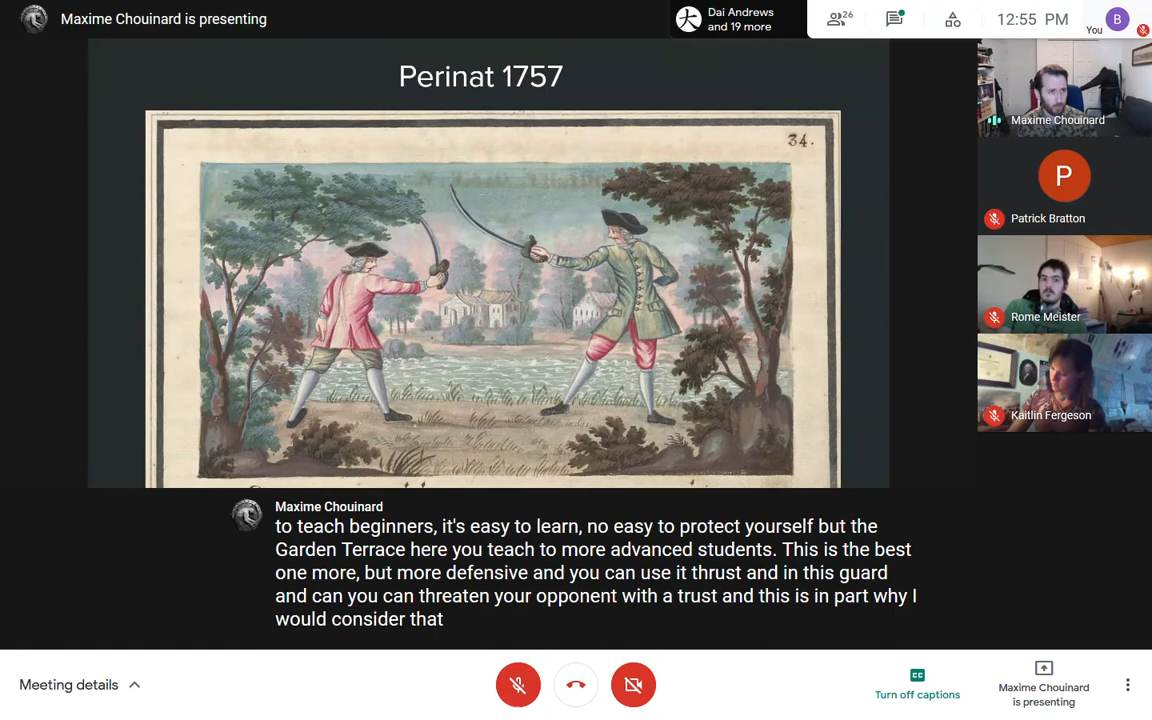 Maxime Chouinard is presenting
大
Dai Andrews
and 19 more
26
12:55 PM
You
B
Perinat 1757
34.
Maxime Chouinard
P
Patrick Bratton
Rome Meister
Kaitlin Fergeson
Maxime Chouinard
to teach beginners, it's easy to learn, no easy to protect yourself but the
Garden Terrace here you teach to more advanced students. This is the best
one more, but more defensive and you can use it thrust and in this guard
and can you can threaten your opponent with a trust and this is in part why I
would consider that
Meeting details
CC
Turn off captions
Maxime Chouinard
is presenting